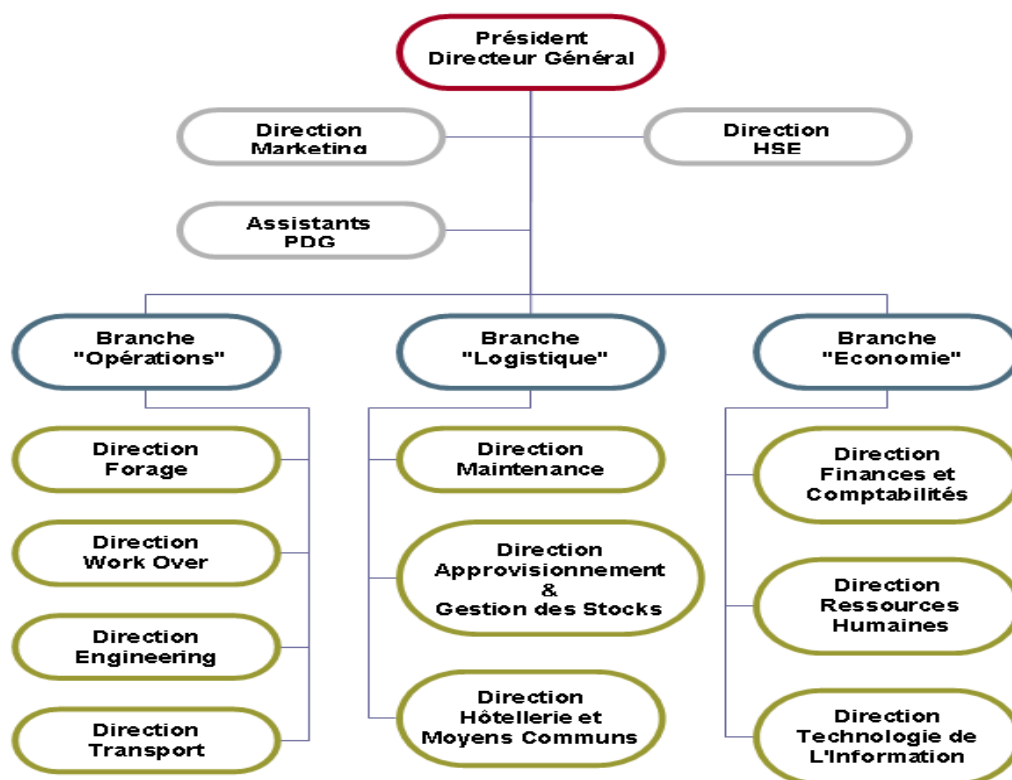 Président
Directeur Général
Direction
Marketing
Direction
HSE
Assistants
PDG
Branche
"Opérations"
Branche
"Logistique"
Branche
"Economie"
Direction
Forage
Direction
Work Over
Direction
Engineering
Direction
Transport
Direction
Maintenance
Direction
Approvisionnement
&
Gestion des Stocks
Direction
Hôtellerie et
Moyens Communs
Direction
Finances et
Comptabilités
Direction
Ressources
Humaines
Direction
Technologie de
L'Information